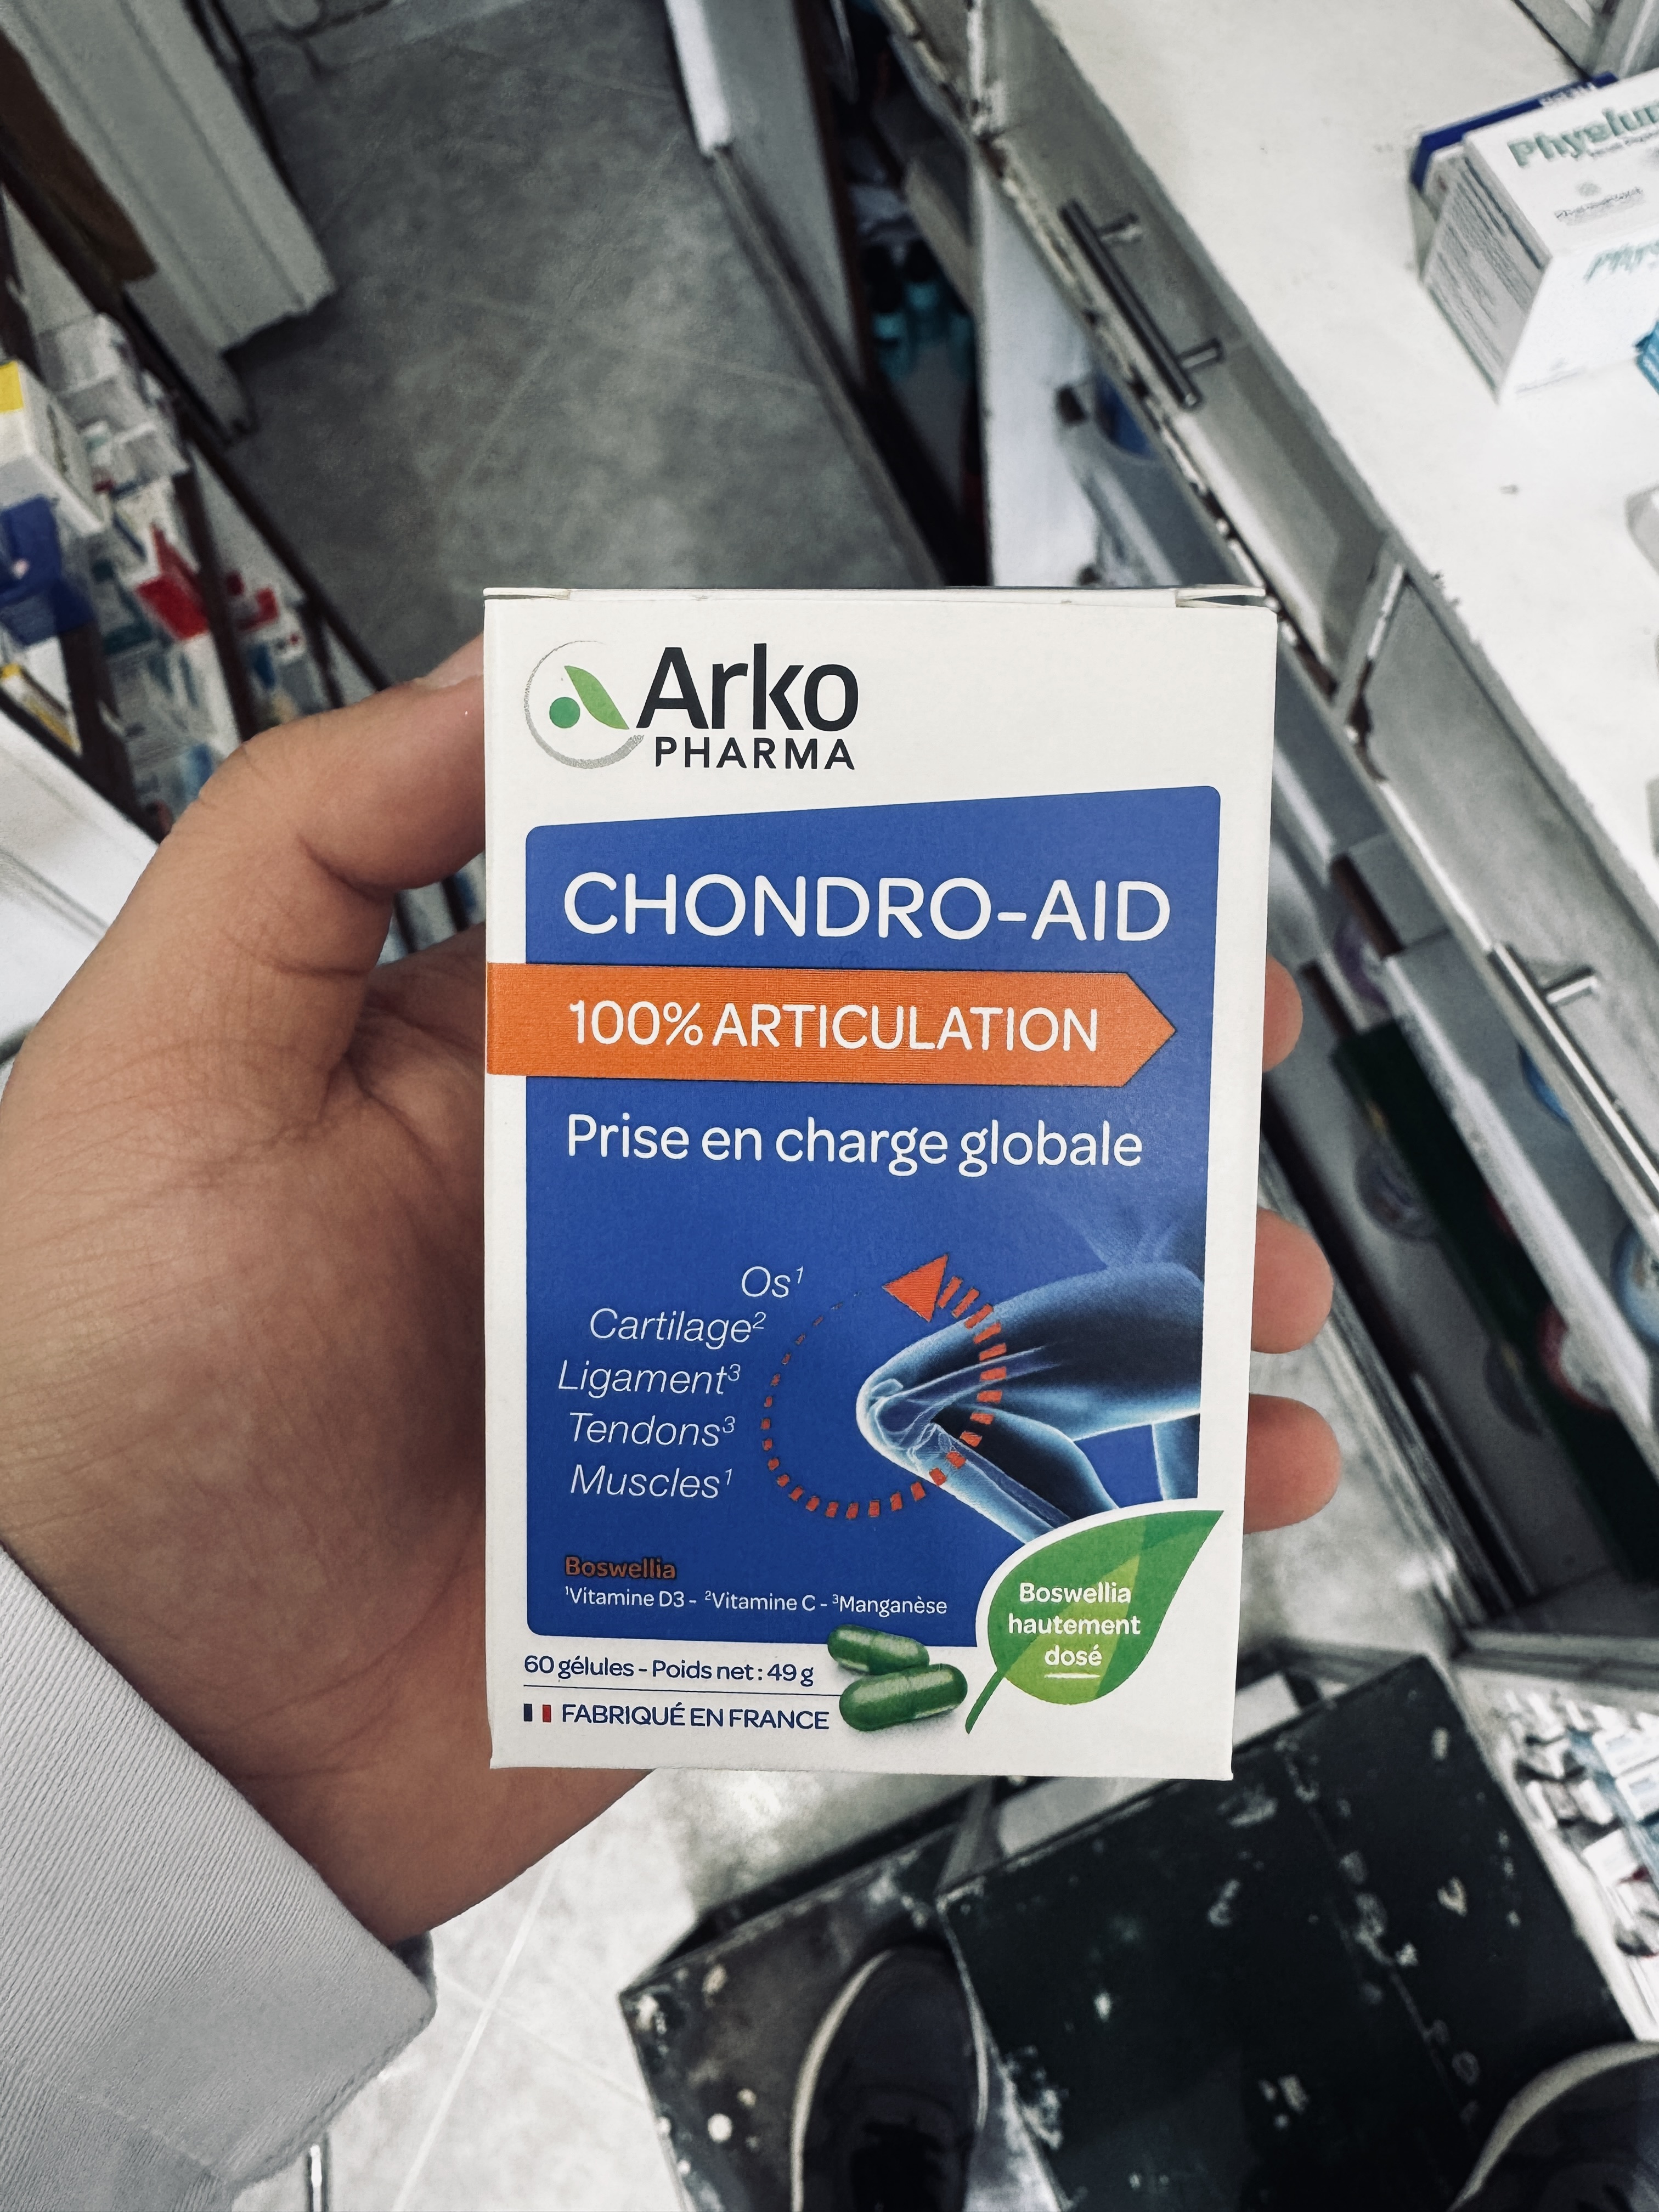 Arko
PHARMA
CHONDRO-AID
100% ARTICULATION
Prise en charge globale
Os¹
Cartilage²
Ligament³
Tendons³
Muscles¹
Boswellia
¹Vitamine D3 - ²Vitamine C - ³Manganèse
Boswellia
hautement
dosé
60 gélules - Poids net : 49 g
FABRIQUÉ EN FRANCE